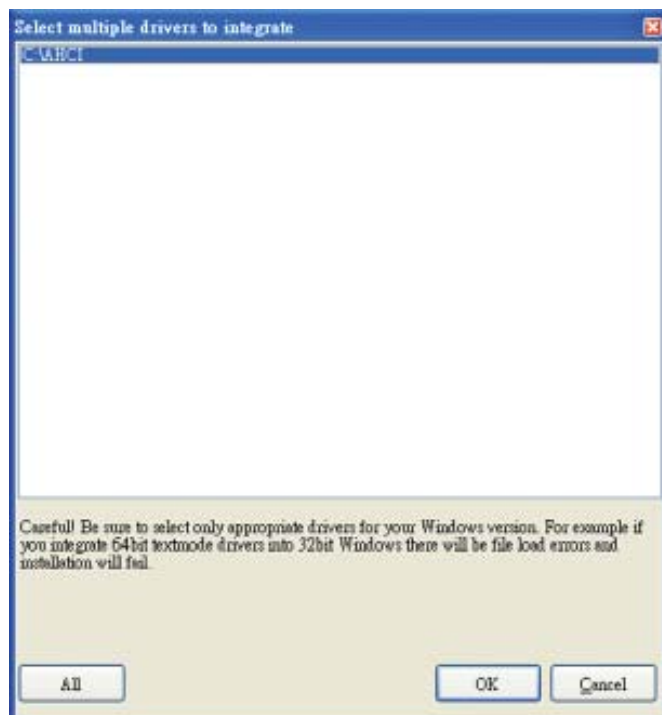 Select multiple drivers to integrate
C:\AHCI
Careful! Be sure to select only appropriate drivers for your Windows version. For example if
you integrate 64bit textmode drivers into 32bit Windows there will be file load errors and
installation will fail.
All
OK
Cancel